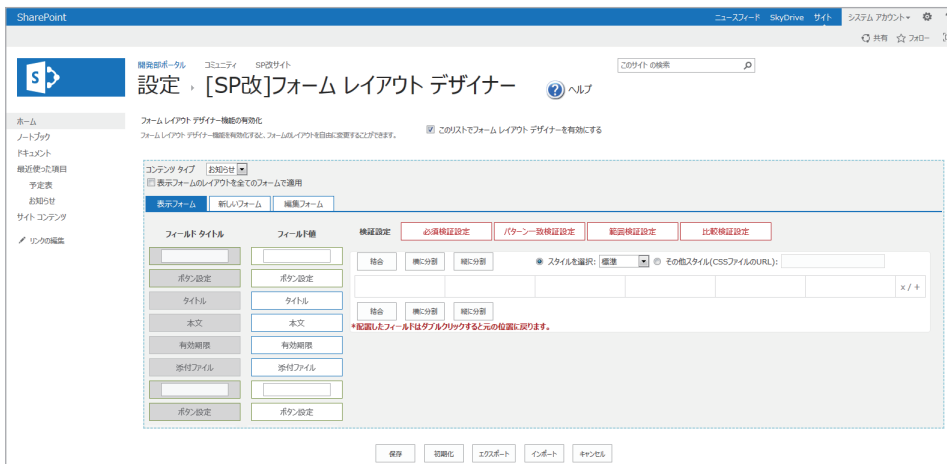 SharePoint
ニュースフィード SkyDrive サイト システム アカウント
共有 フォロー
開発部ポータル コミュニティ SP改サイト
このサイトの検索
設定 [SP改]フォーム レイアウト デザイナー
ヘルプ
ホーム
ノートブック
ドキュメント
最近使った項目
予定表
お知らせ
サイト コンテンツ
リンクの編集
フォーム レイアウト デザイナー機能の有効化
フォーム レイアウト デザイナー機能を有効化すると、フォームのレイアウトを自由に変更することができます。
このリストでフォーム レイアウト デザイナーを有効にする
コンテンツ タイプ お知らせ
表示フォームのレイアウトを全てのフォームで適用
表示フォーム 新しいフォーム 編集フォーム
フィールド タイトル フィールド値 検証設定 必須検証設定 パターン一致検証設定 範囲検証設定 比較検証設定
結合 横に分割 縦に分割 スタイルを選択: 標準 その他スタイル(CSSファイルのURL):
ボタン設定 ボタン設定
x / +
タイトル タイトル
結合 横に分割 縦に分割
本文 本文
*配置したフィールドはダブルクリックすると元の位置に戻ります。
有効期限 有効期限
添付ファイル 添付ファイル
ボタン設定 ボタン設定
保存 初期化 エクスポート インポート キャンセル